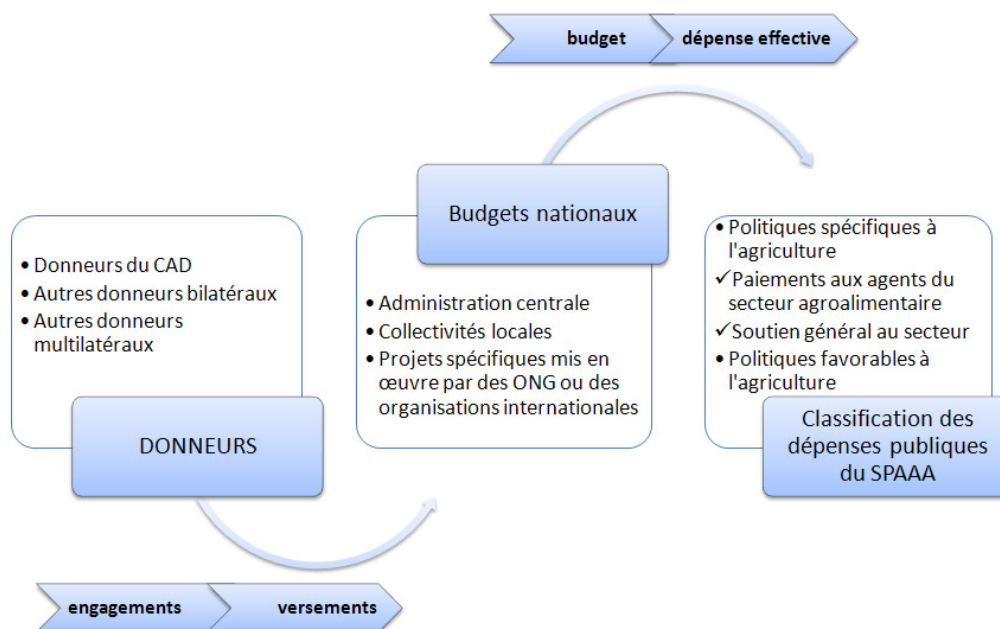 budget
dépense effective
• Donneurs du CAD
• Autres donneurs bilatéraux
• Autres donneurs
multilatéraux
DONNEURS
engagements
versements
Budgets nationaux
• Administration centrale
• Collectivités locales
• Projets spécifiques mis en
œuvre par des ONG ou des
organisations internationales
• Politiques spécifiques à
l'agriculture
✓Paiements aux agents du
secteur agroalimentaire
✓Soutien général au secteur
• Politiques favorables à
l'agriculture
Classification des
dépenses publiques
du SPAAA